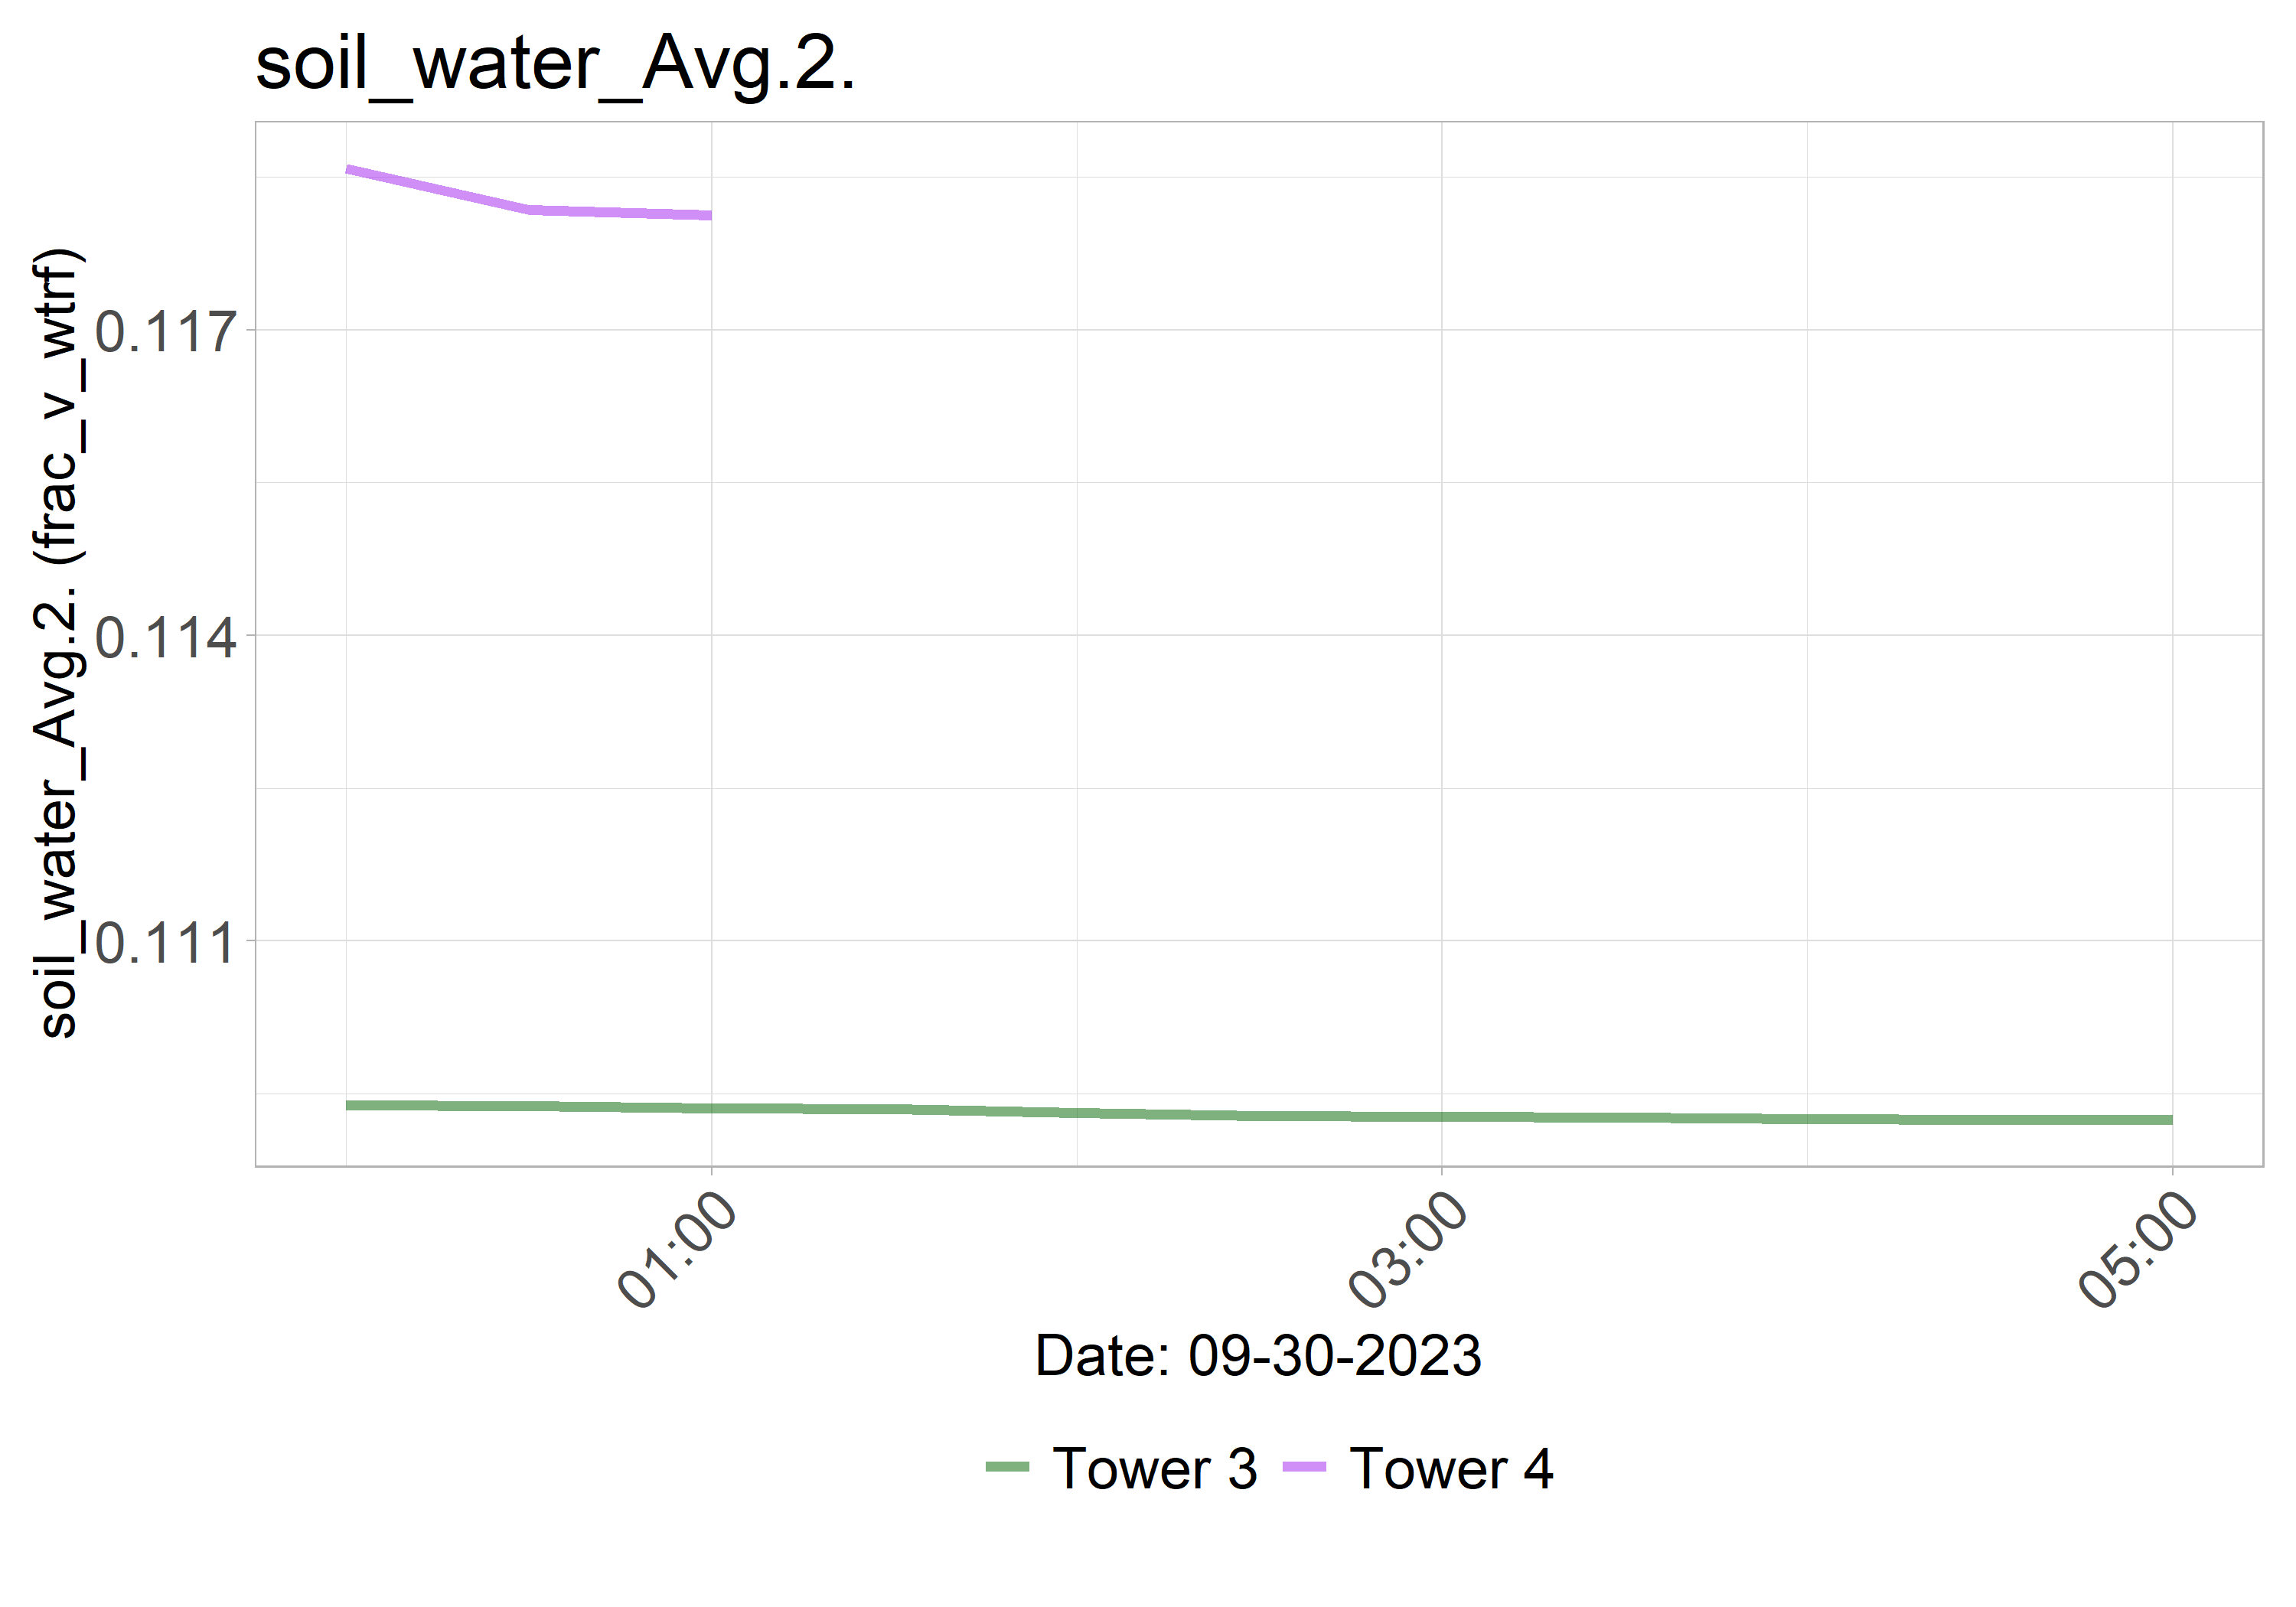 soil_water_Avg.2.
soil_water_Avg.2. (frac_v_wtrf)
0.117
0.114
0.111
01:00
03:00
05:00
Date: 09-30-2023
Tower 3
Tower 4